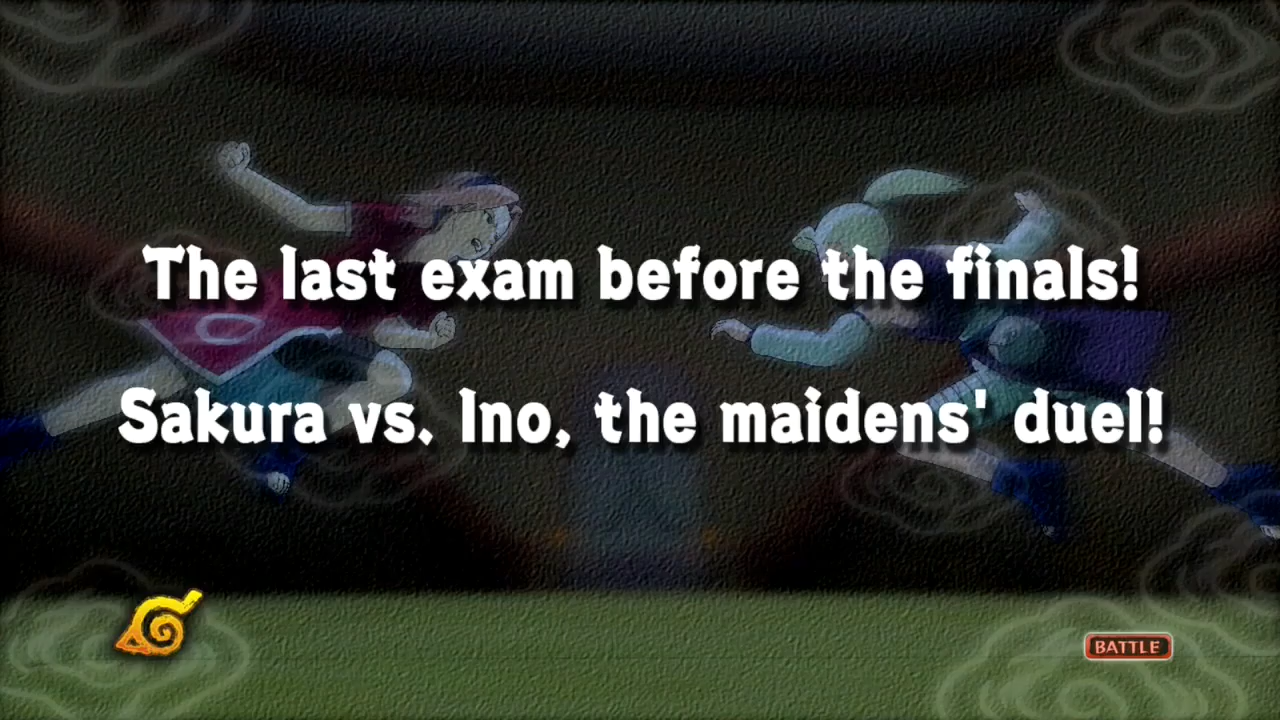 The last exam before the finals!
Sakura vs. Ino, the maidens' duel!
BATTLE